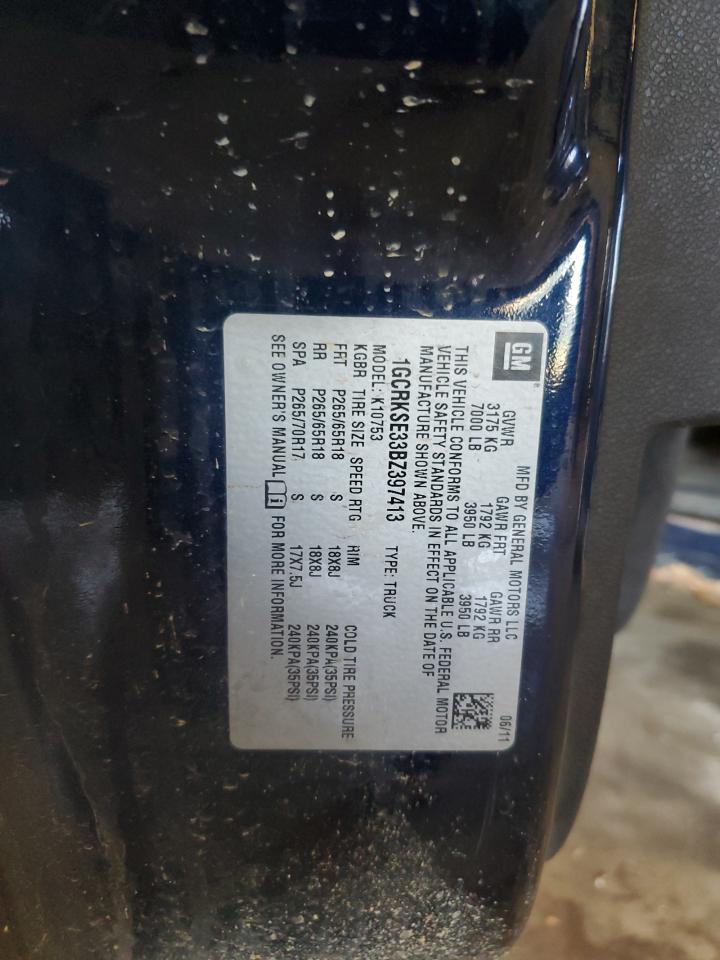 GM
MFD BY GENERAL MOTORS LLC 06/11
GVWR GAWR FRT GAWR RR
3175 KG 1792 KG 1792 KG
7000 LB 3950 LB 3950 LB
THIS VEHICLE CONFORMS TO ALL APPLICABLE U.S. FEDERAL MOTOR
VEHICLE SAFETY STANDARDS IN EFFECT ON THE DATE OF
MANUFACTURE SHOWN ABOVE.
1GCRKSE33BZ397413 TYPE: TRUCK
MODEL: K10753
KGBR TIRE SIZE SPEED RTG RIM COLD TIRE PRESSURE
FRT P265/65R18 S 18X8J 240KPA(35PSI)
RR P265/65R18 S 18X8J 240KPA(35PSI)
SPA P265/70R17 S 17X7.5J 240KPA(35PSI)
SEE OWNER'S MANUAL i FOR MORE INFORMATION.